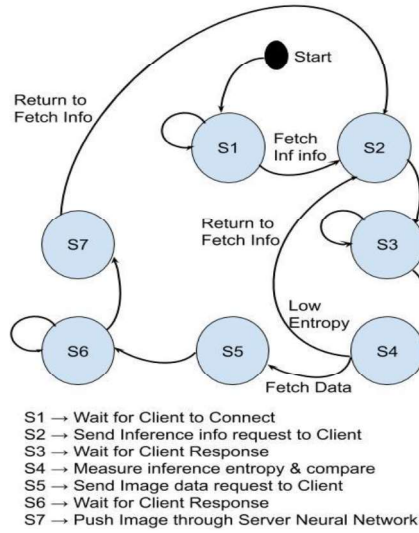 Start
Return to
Fetch Info
S1
Fetch
Inf info
S2
Return to
Fetch Info
S7
S3
Low
Entropy
S6
S5
S4
Fetch Data
S1 → Wait for Client to Connect
S2 → Send Inference info request to Client
S3 → Wait for Client Response
S4 → Measure inference entropy & compare
S5 → Send Image data request to Client
S6 → Wait for Client Response
S7 → Push Image through Server Neural Network